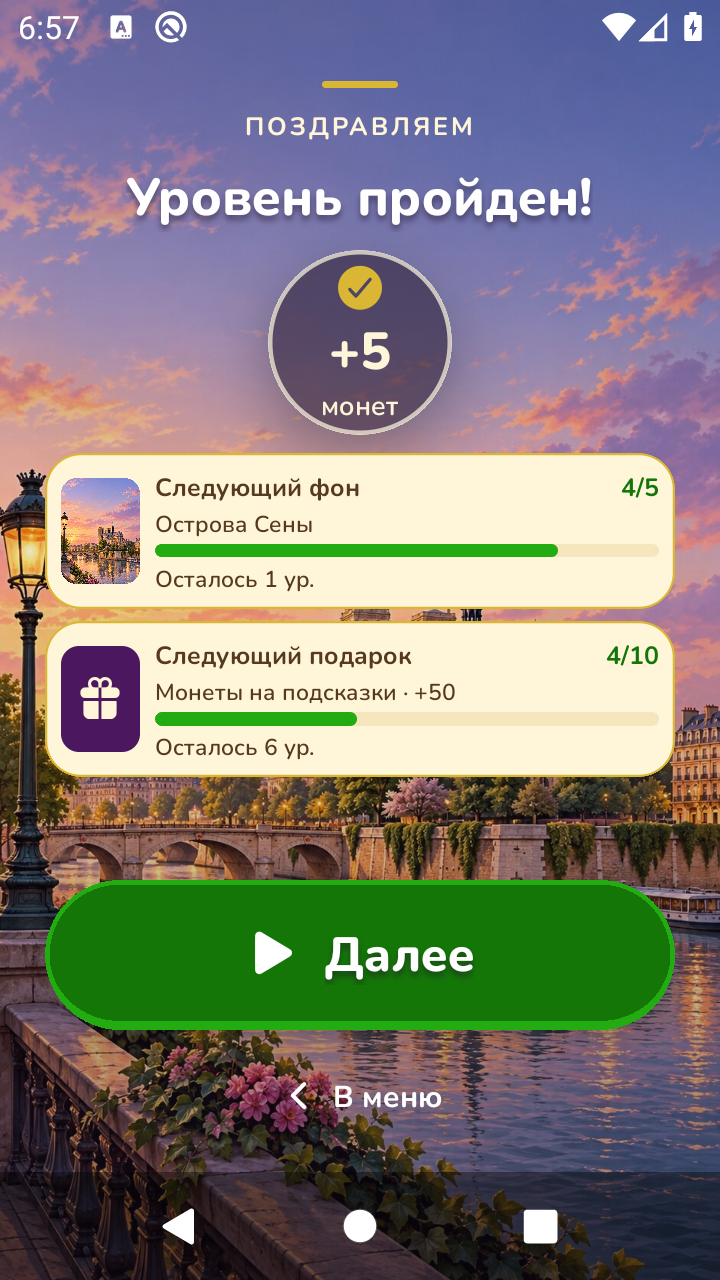 6:57
ПОЗДРАВЛЯЕМ
Уровень пройден!
+5
монет
Следующий фон 4/5
Острова Сены
Осталось 1 ур.
Следующий подарок 4/10
Монеты на подсказки · +50
Осталось 6 ур.
Далее
В меню